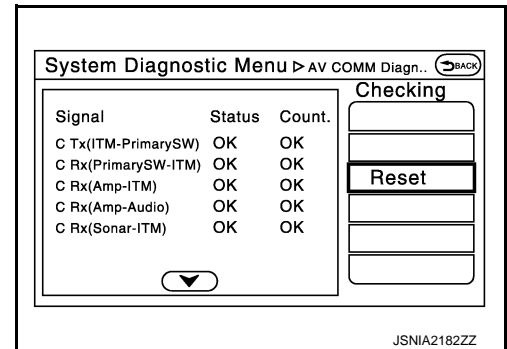 System Diagnostic Menu ▷ AV COMM Diagn.. BACK
Checking
Signal Status Count.
C Tx(ITM-PrimarySW) OK OK
C Rx(PrimarySW-ITM) OK OK
C Rx(Amp-ITM) OK OK
C Rx(Amp-Audio) OK OK
C Rx(Sonar-ITM) OK OK
Reset
JSNIA2182ZZ